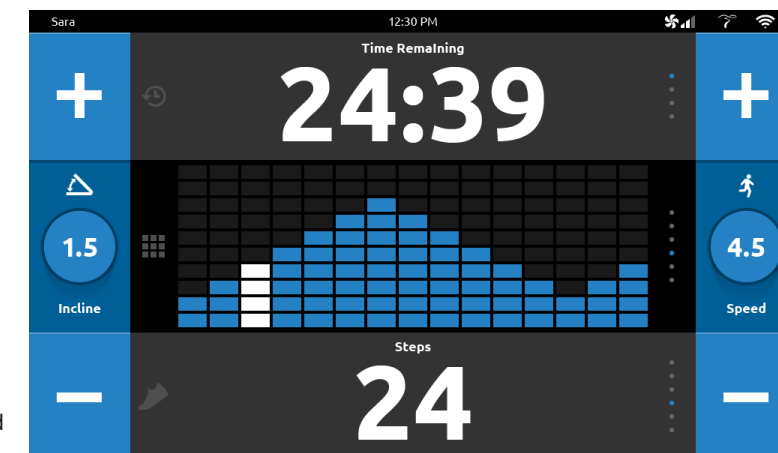 Sara
12:30 PM
Time Remaining
24:39
1.5
4.5
Incline
Speed
Steps
24